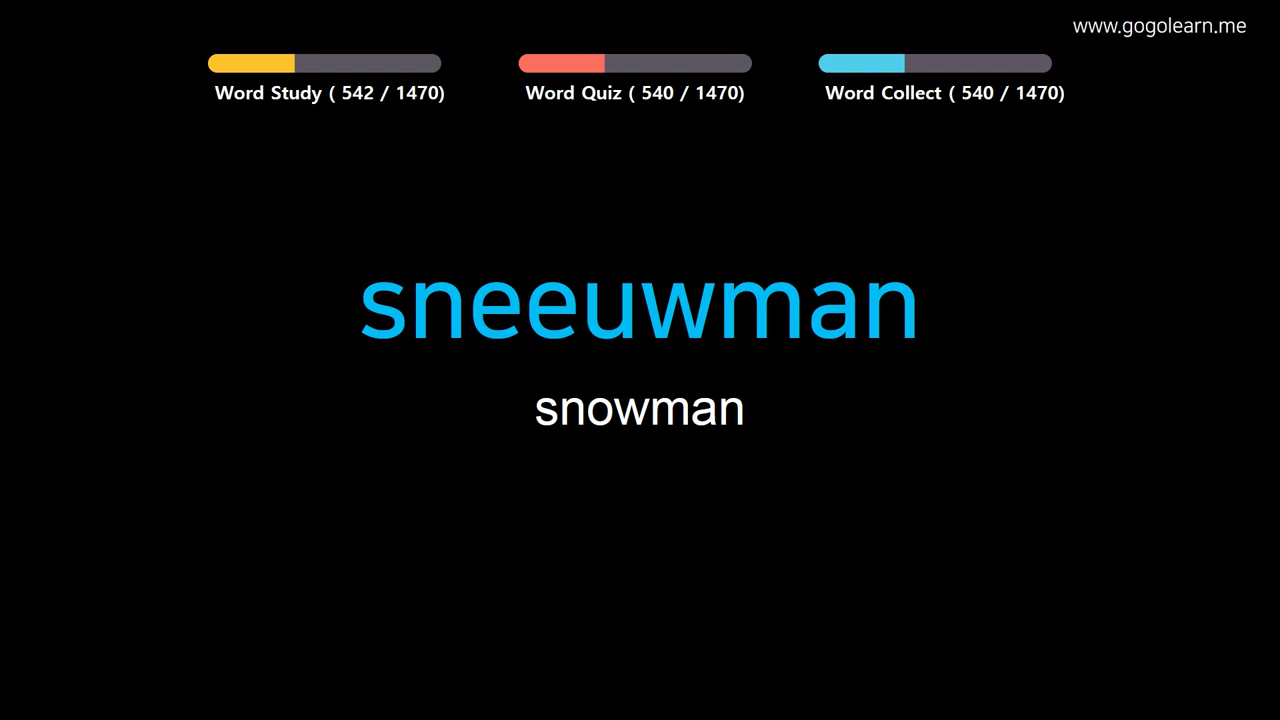 www.gogolearn.me
Word Study ( 542 / 1470)
Word Quiz ( 540 / 1470)
Word Collect ( 540 / 1470)
sneeuwman
snowman